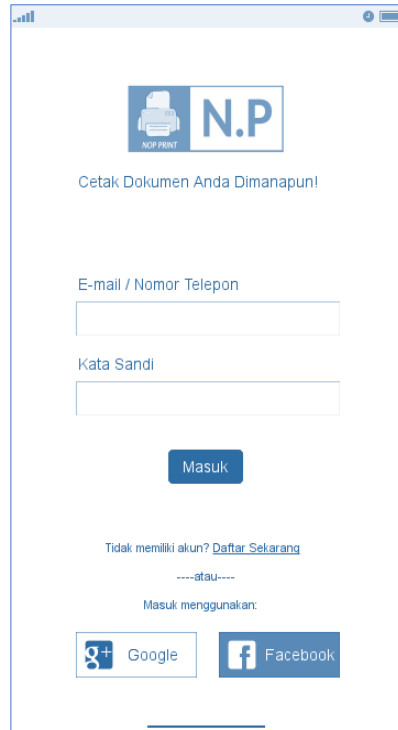 NOP PRINT
N.P
Cetak Dokumen Anda Dimanapun!
E-mail / Nomor Telepon
Kata Sandi
Masuk
Tidak memiliki akun? Daftar Sekarang
----atau----
Masuk menggunakan:
g+ Google
f Facebook